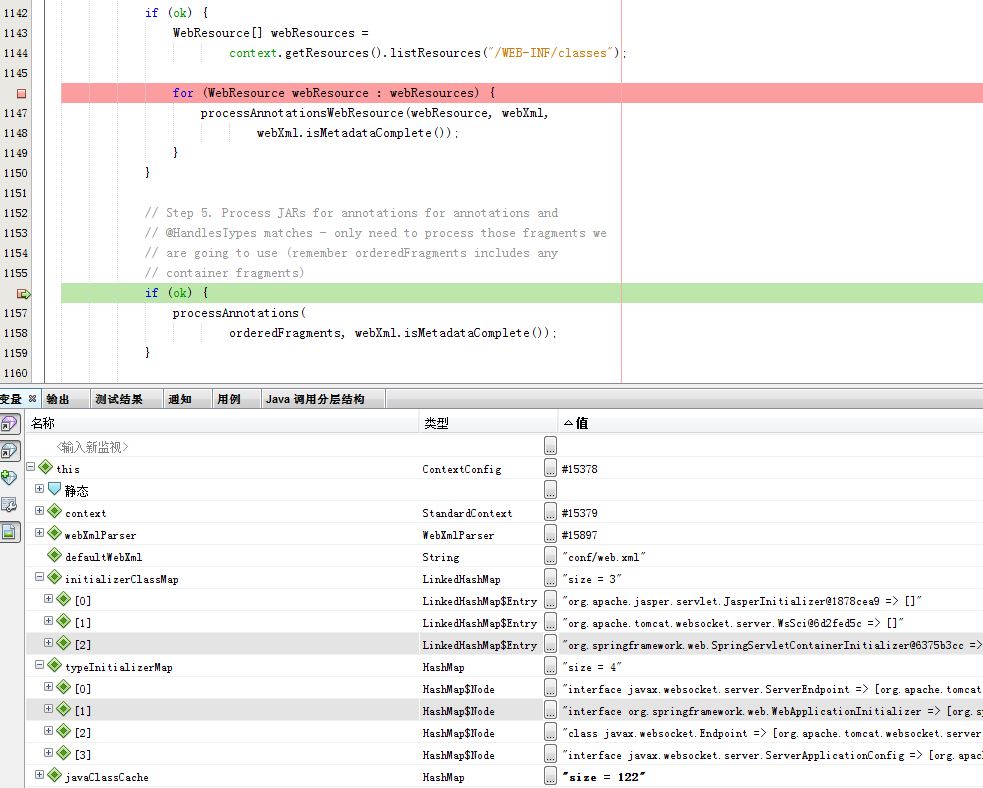 1142 if (ok) {
1143 WebResource[] webResources =
1144 context.getResources().listResources("/WEB-INF/classes");
1145
for (WebResource webResource : webResources) {
1147 processAnnotationsWebResource(webResource, webXml,
1148 webXml.isMetadataComplete());
1149 }
1150 }
1151
1152 // Step 5. Process JARs for annotations for annotations and
1153 // @HandlesTypes matches - only need to process those fragments we
1154 // are going to use (remember orderedFragments includes any
1155 // container fragments)
if (ok) {
1157 processAnnotations(
1158 orderedFragments, webXml.isMetadataComplete());
1159 }
1160
变量 输出 测试结果 通知 用例 Java 调用分层结构
名称 类型 值
<输入新监视> ...
this ContextConfig ... #15378
静态 ...
context StandardContext ... #15379
webXmlParser WebXmlParser ... #15897
defaultWebXml String ... "conf/web.xml"
initializerClassMap LinkedHashMap ... "size = 3"
[0] LinkedHashMap$Entry ... "org.apache.jasper.servlet.JasperInitializer@1878cea9 => []"
[1] LinkedHashMap$Entry ... "org.apache.tomcat.websocket.server.WsSci@6d2fed5c => []"
[2] LinkedHashMap$Entry ... "org.springframework.web.SpringServletContainerInitializer@6375b3cc =>
typeInitializerMap HashMap ... "size = 4"
[0] HashMap$Node ... "interface javax.websocket.server.ServerEndpoint => [org.apache.tomcat
[1] HashMap$Node ... "interface org.springframework.web.WebApplicationInitializer => [org.s
[2] HashMap$Node ... "class javax.websocket.Endpoint => [org.apache.tomcat.websocket.server
[3] HashMap$Node ... "interface javax.websocket.server.ServerApplicationConfig => [org.apac
javaClassCache HashMap ... "size = 122"